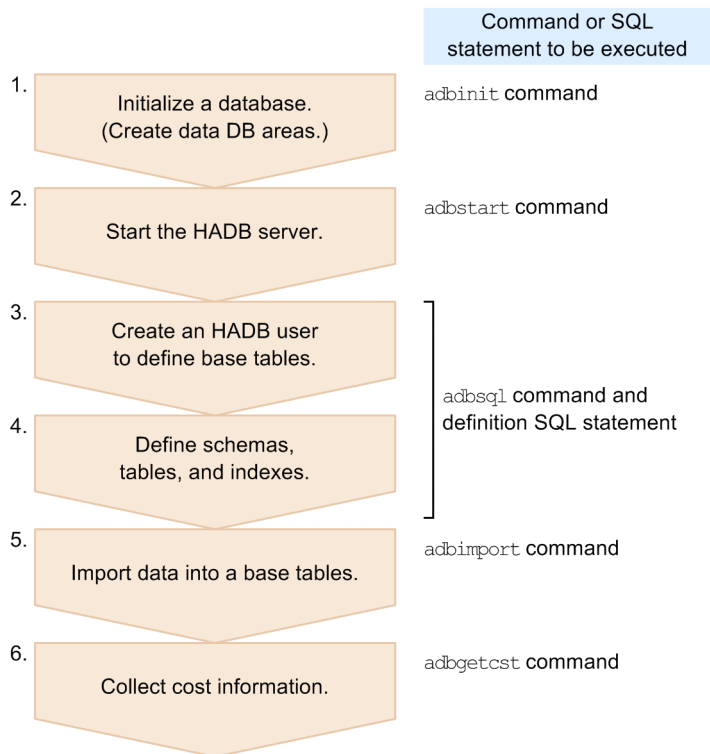 Command or SQL
statement to be executed
1.
Initialize a database.
(Create data DB areas.)
adbinit command
2.
Start the HADB server.
adbstart command
3.
Create an HADB user
to define base tables.
adbsql command and
definition SQL statement
4.
Define schemas,
tables, and indexes.
5.
Import data into a base tables.
adbimport command
6.
Collect cost information.
adbgetcst command